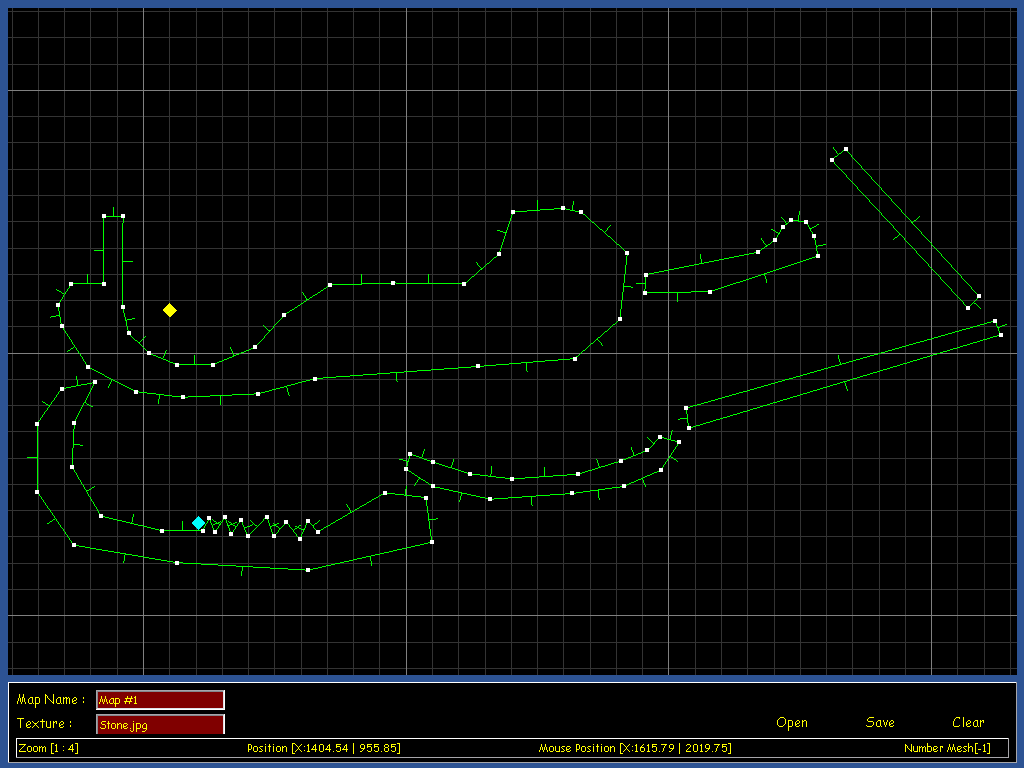 Map Name : Map #1
Texture : Stone.jpg
Open Save Clear
Zoom [1 : 4] Position [X:1404.54 | 955.85] Mouse Position [X:1615.79 | 2019.75] Number Mesh[-1]